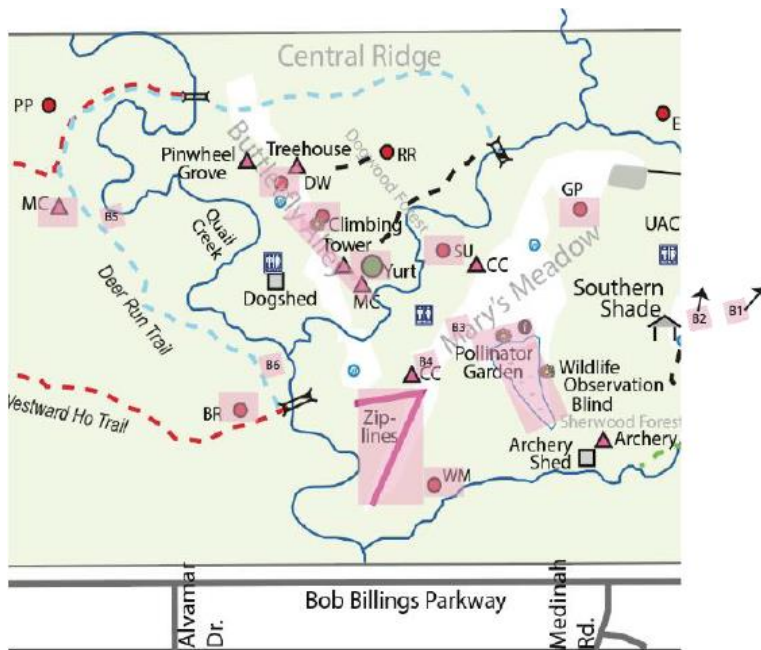 Central Ridge
PP
E
Pinwheel
Grove
Treehouse
RR
DW
Butterfly Alley
Dogwood Forest
GP
MC
B5
Quail
Creek
Climbing
Tower
SU
CC
UAC
Yurt
MC
Dogshed
Mary's Meadow
Southern
Shade
B2
B1
Deer Run Trail
B3
B4
Pollinator
Garden
Wildlife
Observation
Blind
B6
CC
BR
Westward Ho Trail
Zip-
lines
Sherwood Forest
Archery
Shed
Archery
WM
Alvamar
Dr.
Bob Billings Parkway
Medinah
Rd.